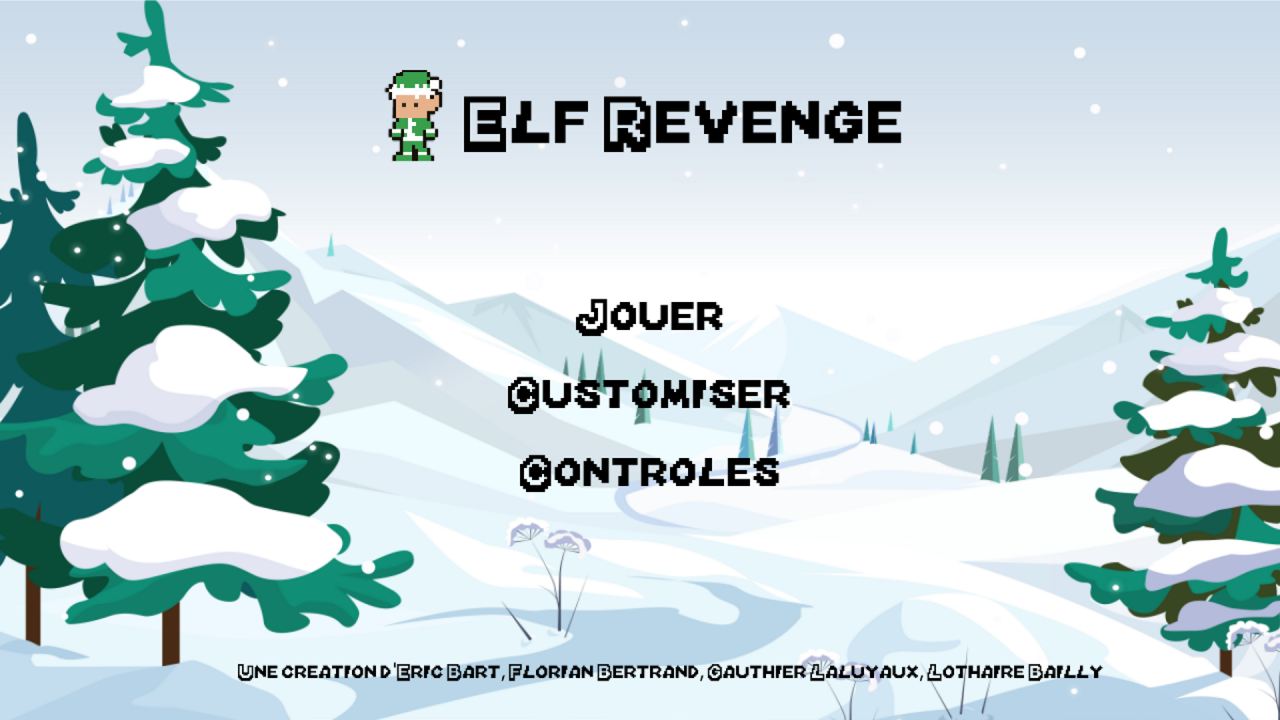 Elf Revenge
Jouer
Customiser
Controles
Une creation d'Eric Bart, Florian Bertrand, Gauthier Laluyaux, Lothaire Bailly